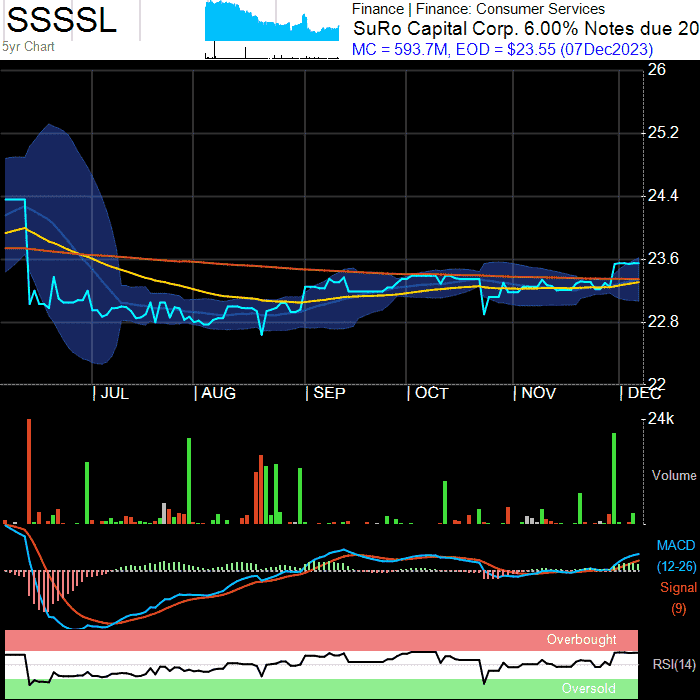 SSSSL
5yr Chart
Finance | Finance: Consumer Services
SuRo Capital Corp. 6.00% Notes due 20
MC = 593.7M, EOD = $23.55 (07Dec2023)
26
25.2
24.4
23.6
22.8
22
JUL AUG SEP OCT NOV DEC
24k
Volume
MACD
(12-26)
Signal
(9)
Overbought
RSI(14)
Oversold